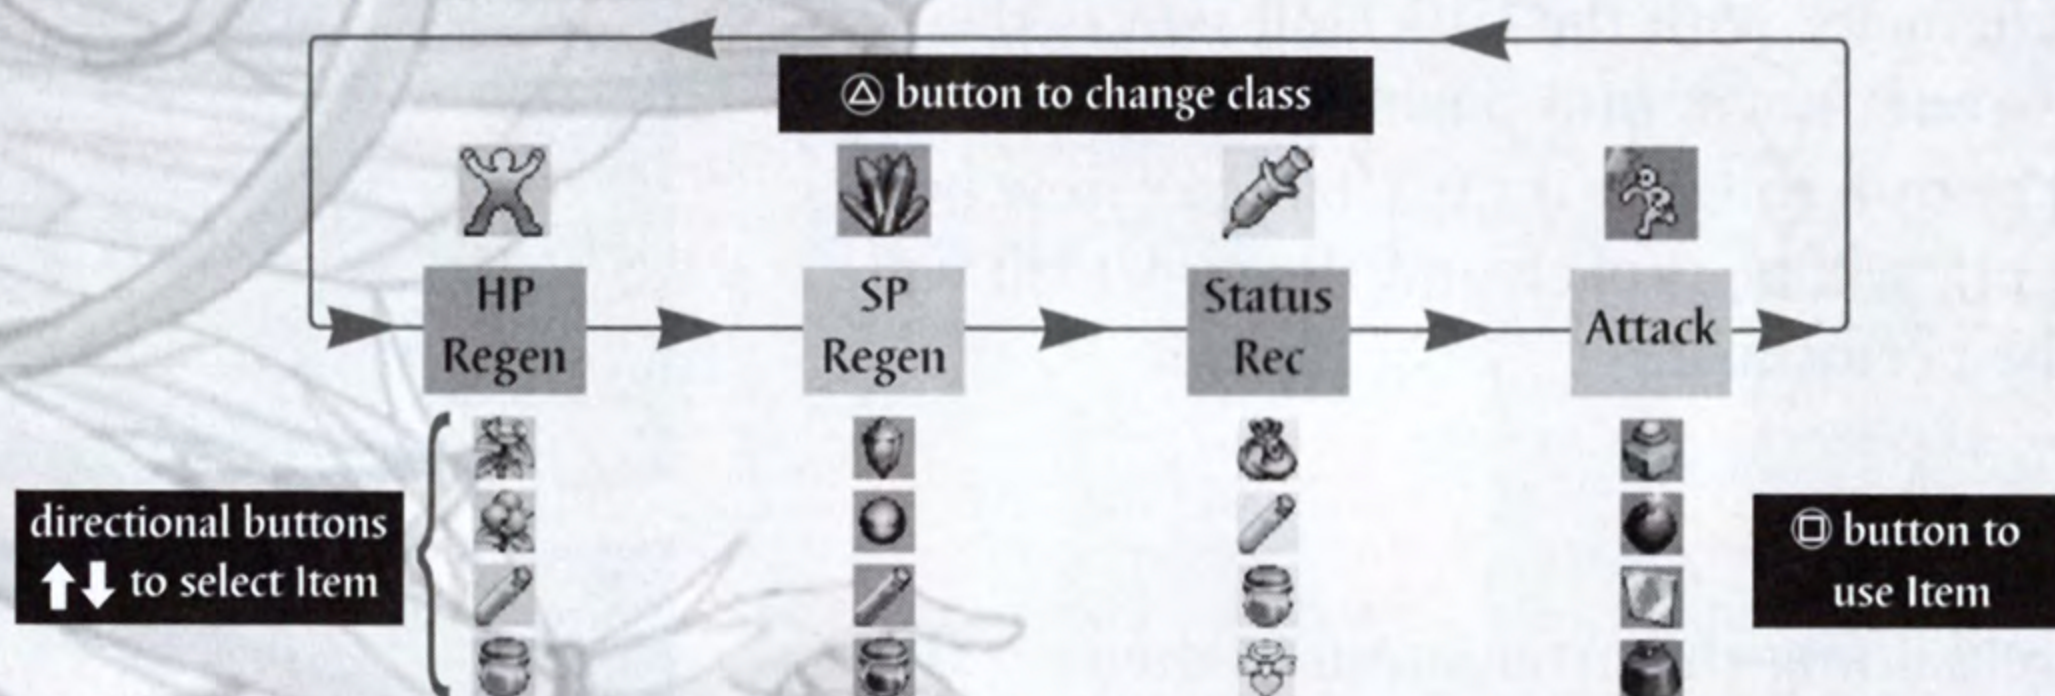 △ button to change class
HP
Regen
SP
Regen
Status
Rec
Attack
directional buttons
↑↓ to select Item
□ button to
use Item